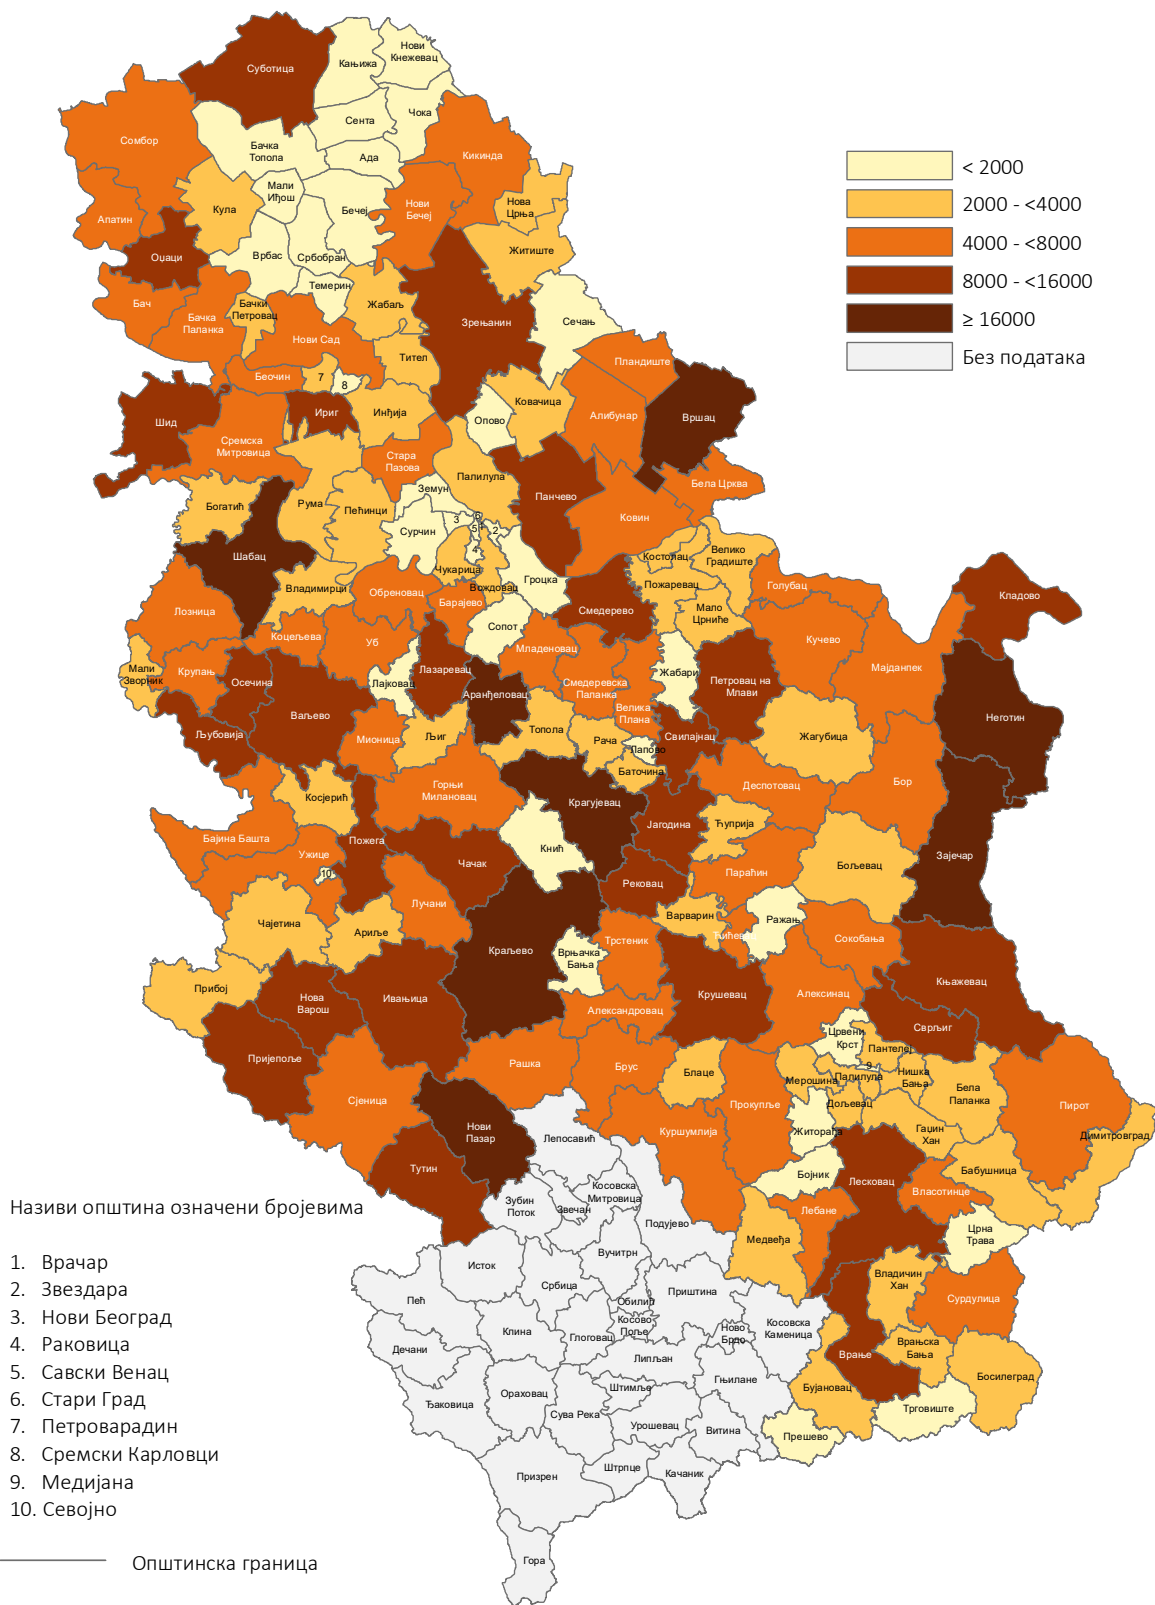 Суботица
Кањижа
Нови
Кнежевац
Сента
Чока
Сомбор
Бачка
Топола
Ада
Кикинда
Мали
Иђош
Кула
Бечеј
Нови
Бечеј
Нова
Црња
Апатин
Оџаци
Врбас
Србобран
Житиште
Темерин
Бач
Бачка
Паланка
Бачки
Петровац
Жабаљ
Зрењанин
Сечањ
Нови Сад
Тител
Пландиште
Беочин
7
8
Шид
Ириг
Инђија
Ковачица
Опово
Алибунар
Вршац
Сремска
Митровица
Стара
Пазова
Палилула
Панчево
Бела Црква
Земун
Богатић
Рума
Пећинци
Сурчин
3
6
5
1
2
4
Ковин
Шабац
Чукарица
Вождовац
Гроцка
Костолац
Велико
Градиште
Владимирци
Обреновац
Барајево
Пожаревац
Голубац
Кладово
Лозница
Смедерево
Мало
Црниће
Сопот
Коцељева
Уб
Младеновац
Кучево
Мајданпек
Мали
Зворник
Крупањ
Осечина
Лајковац
Лазаревац
Аранђеловац
Смедеревска
Паланка
Жабари
Петровац на
Млави
Неготин
Велика
Плана
Љубовија
Ваљево
Мионица
Љиг
Топола
Рача
Свилајнац
Жагубица
Лапово
Баточина
Косјерић
Горњи
Милановац
Крагујевац
Деспотовац
Бор
Јагодина
Ћуприја
Бајина Башта
Ужице
Пожега
Чачак
Кнић
Зајечар
10
Рековац
Параћин
Бољевац
Лучани
Чајетина
Ариље
Варварин
Ражањ
Ћићевац
Сокобања
Краљево
Врњачка
Бања
Трстеник
Прибој
Нова
Варош
Ивањица
Крушевац
Алексинац
Књажевац
Александровац
Сврљиг
Црвени
Крст
Пријепоље
Рашка
Брус
Блаце
Пантелеј
9
Мерошина
Палилула
Нишка
Бања
Бела
Паланка
Сјеница
Прокупље
Дољевац
Пирот
Нови
Пазар
Лепосавић
Куршумлија
Житорађа
Гаџин
Хан
Димитровград
Тутин
Бојник
Лесковац
Бабушница
Зубин
Поток
Косовска
Митровица
Власотинце
Звечан
Подујево
Лебане
Медвеђа
Црна
Трава
Вучитрн
Исток
Србица
Приштина
Владичин
Хан
Сурдулица
Пећ
Обилић
Косово
Поље
Клина
Глоговац
Ново
Брдо
Косовска
Каменица
Дечани
Липљан
Врање
Врањска
Бања
Босилеград
Гњилане
Бујановац
Ђаковица
Ораховац
Штимље
Сува Река
Урошевац
Витина
Трговиште
Прешево
Призрен
Штрпце
Качаник
Гора
< 2000
2000 - <4000
4000 - <8000
8000 - <16000
≥ 16000
Без података
Називи општина означени бројевима
1. Врачар
2. Звездара
3. Нови Београд
4. Раковица
5. Савски Венац
6. Стари Град
7. Петроварадин
8. Сремски Карловци
9. Медијана
10. Севојно
Општинска граница